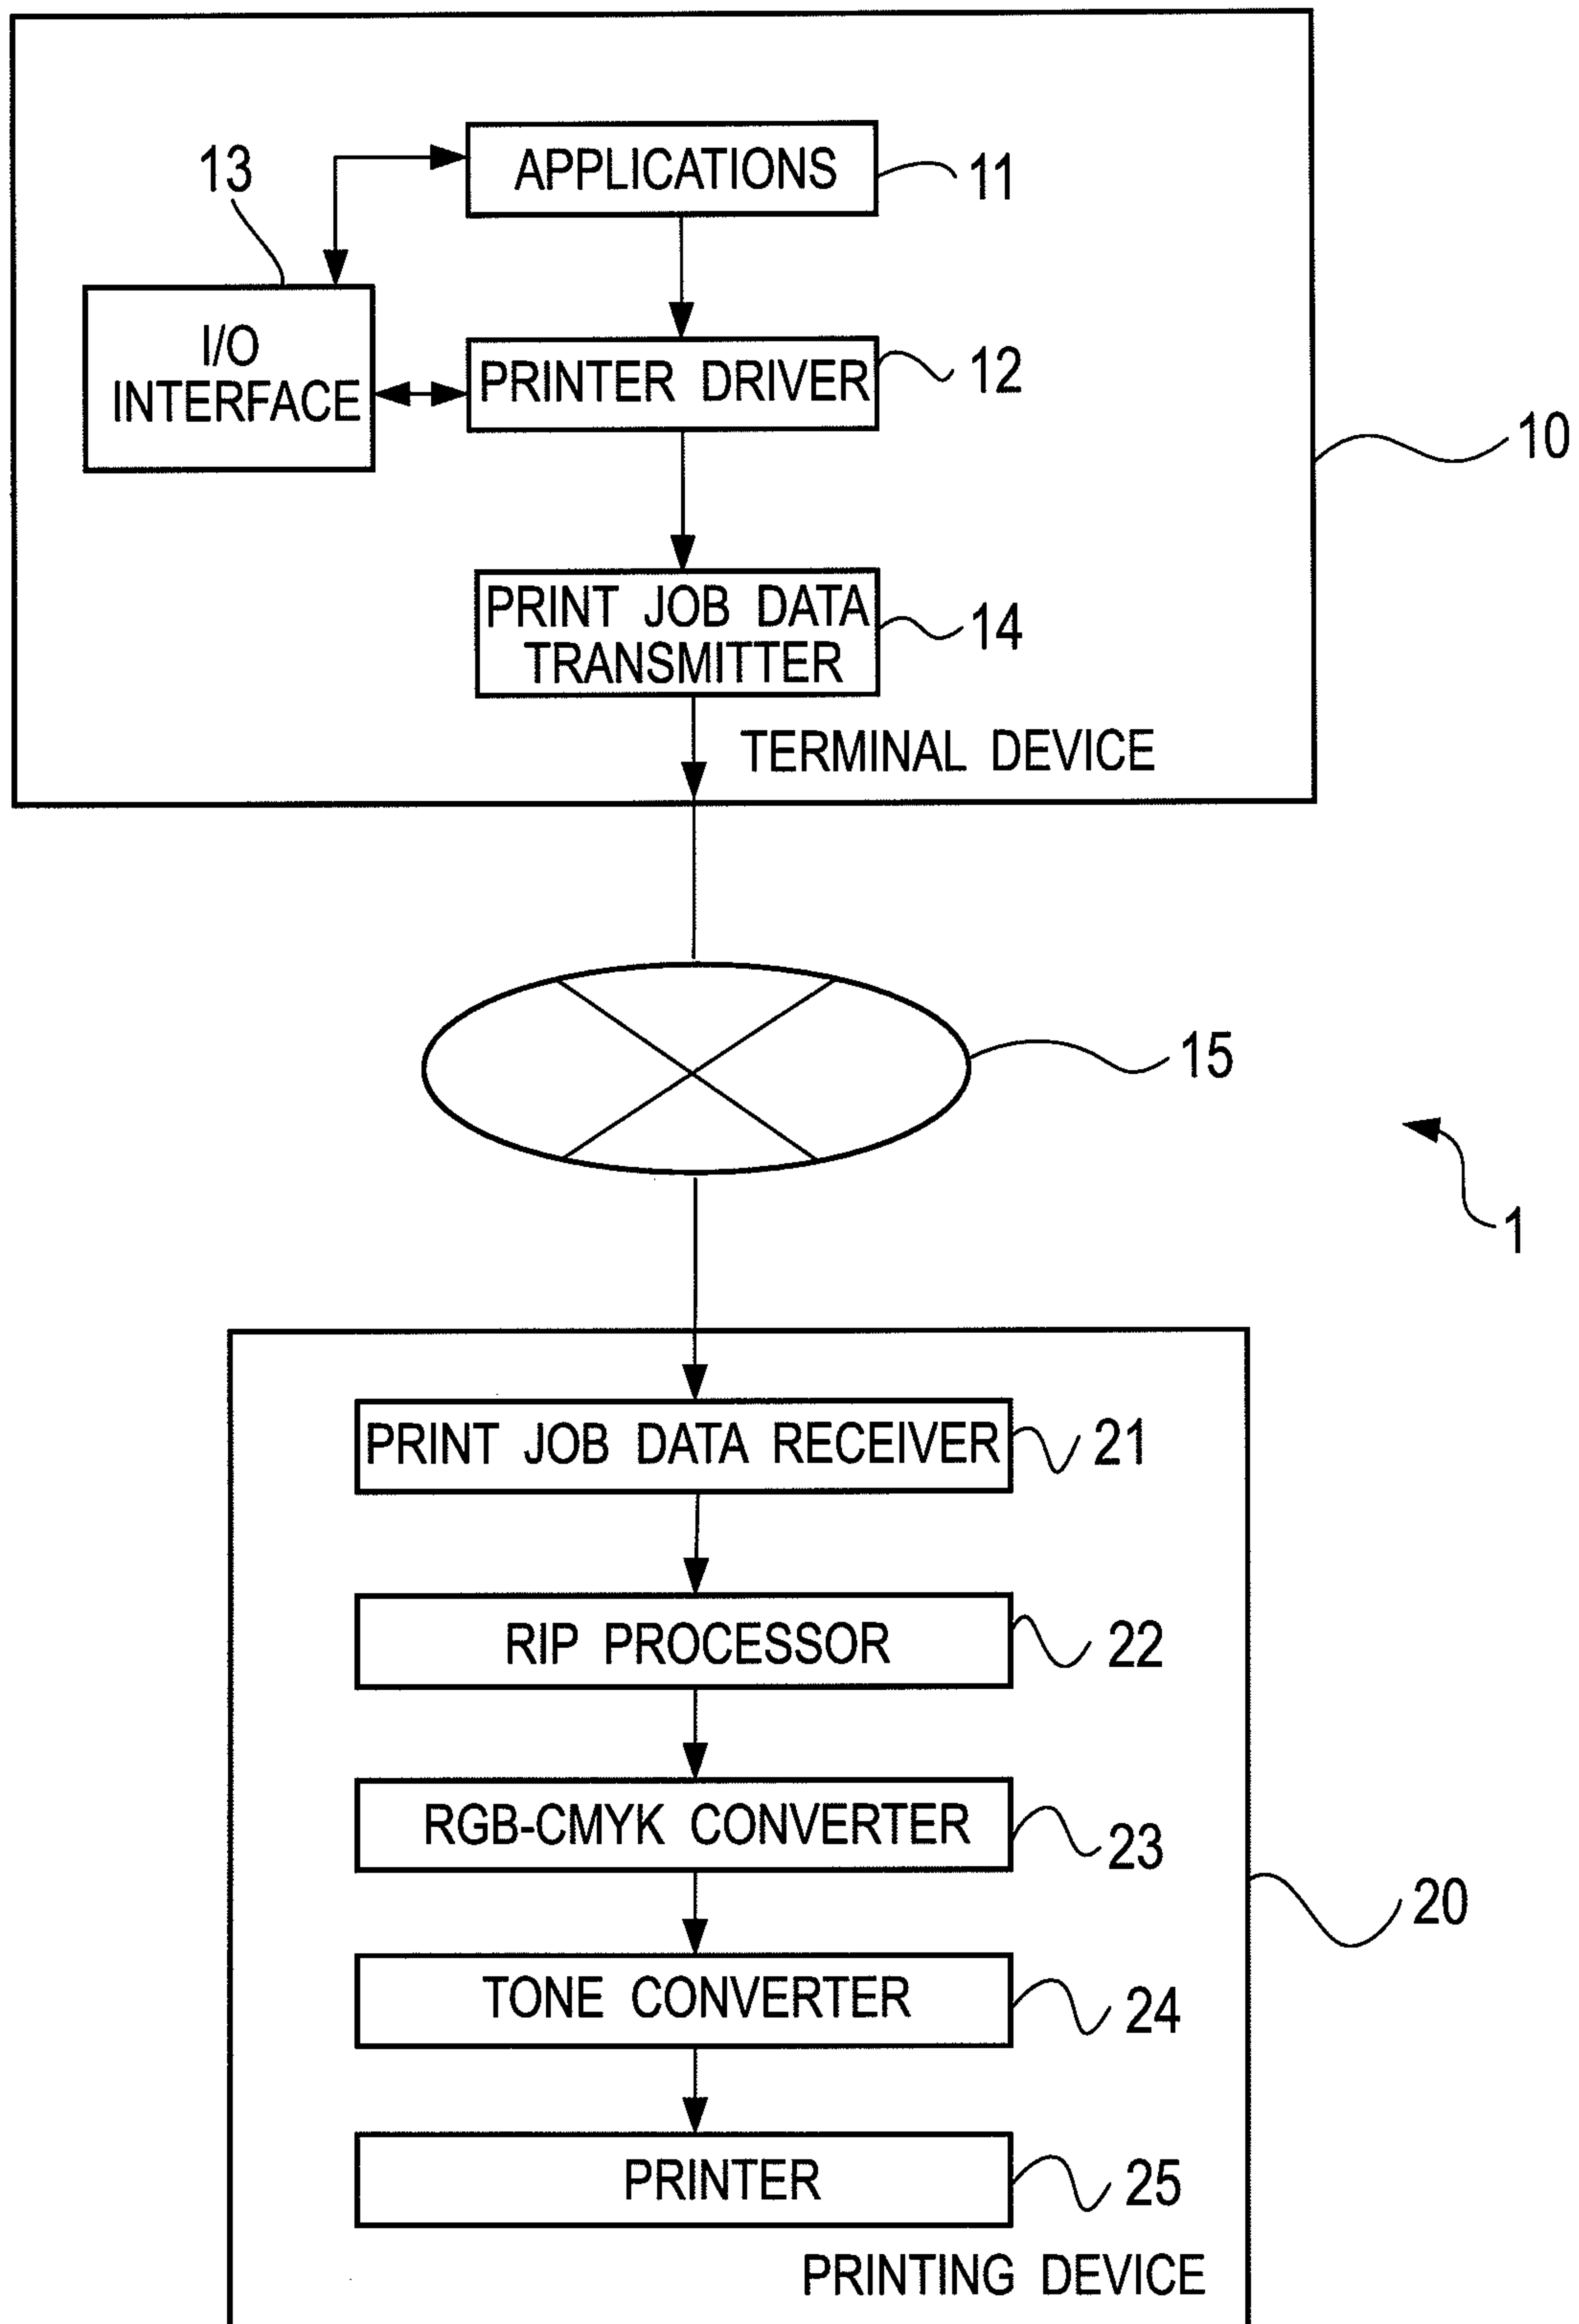 APPLICATIONS
11
13
I/O
INTERFACE
PRINTER DRIVER
12
10
PRINT JOB DATA
TRANSMITTER
14
TERMINAL DEVICE
15
1
PRINT JOB DATA RECEIVER
21
RIP PROCESSOR
22
RGB-CMYK CONVERTER
23
20
TONE CONVERTER
24
PRINTER
25
PRINTING DEVICE